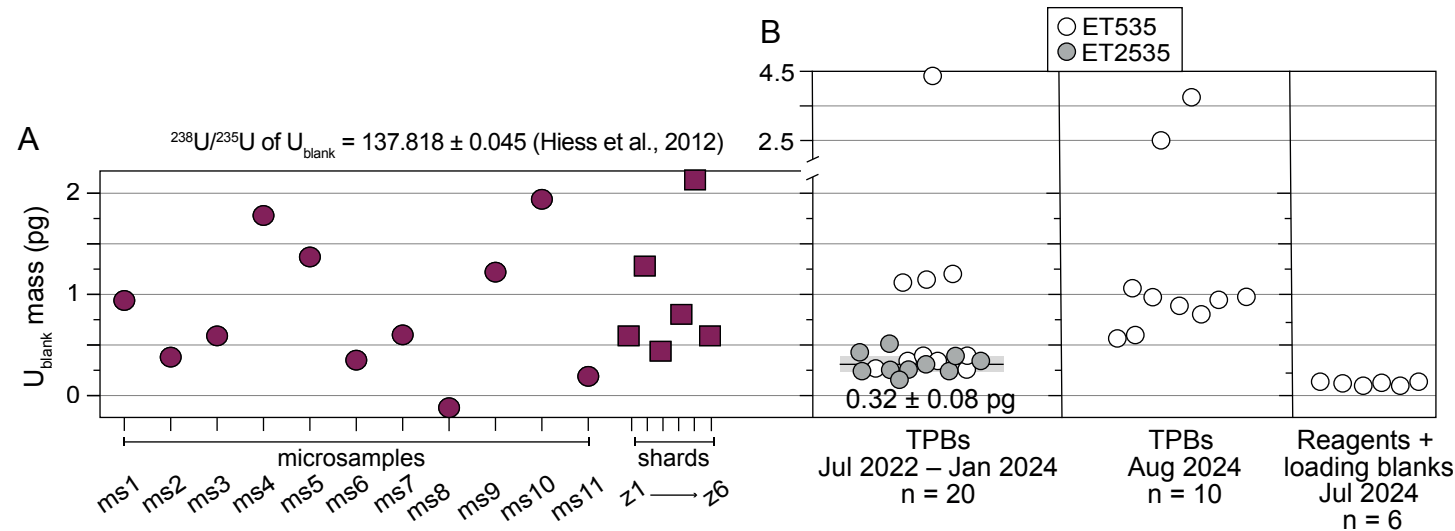 A
²³⁸U/²³⁵U of U_blank = 137.818 ± 0.045 (Hiess et al., 2012)
U_blank mass (pg)
2
1
0
microsamples
shards
ms1
ms2
ms3
ms4
ms5
ms6
ms7
ms8
ms9
ms10
ms11
z1 → z6
B
ET535
ET2535
4.5
2.5
0.32 ± 0.08 pg
TPBs
Jul 2022 – Jan 2024
n = 20
TPBs
Aug 2024
n = 10
Reagents +
loading blanks
Jul 2024
n = 6